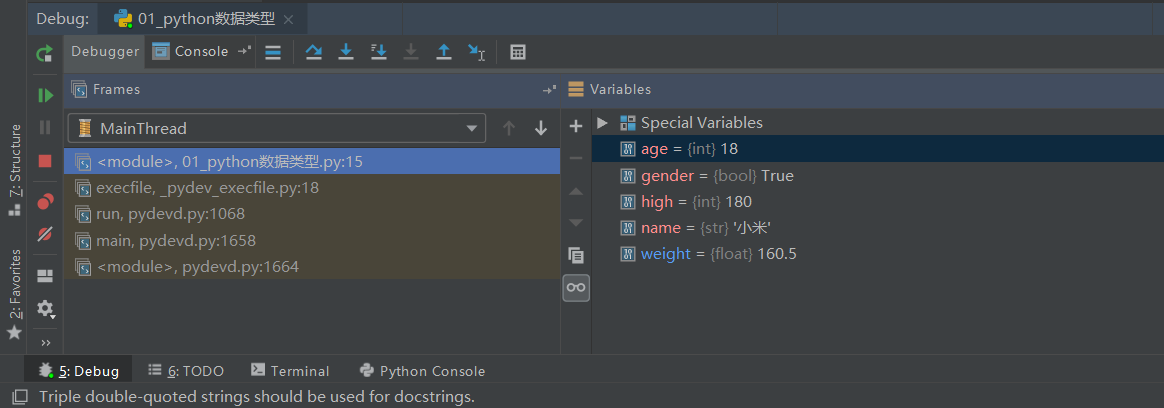 Debug: 01_python数据类型
Debugger Console
Frames
Variables
MainThread
<module>, 01_python数据类型.py:15
execfile, _pydev_execfile.py:18
run, pydevd.py:1068
main, pydevd.py:1658
<module>, pydevd.py:1664
Special Variables
age = {int} 18
gender = {bool} True
high = {int} 180
name = {str} '小米'
weight = {float} 160.5
7: Structure
2: Favorites
5: Debug 6: TODO Terminal Python Console
Triple double-quoted strings should be used for docstrings.